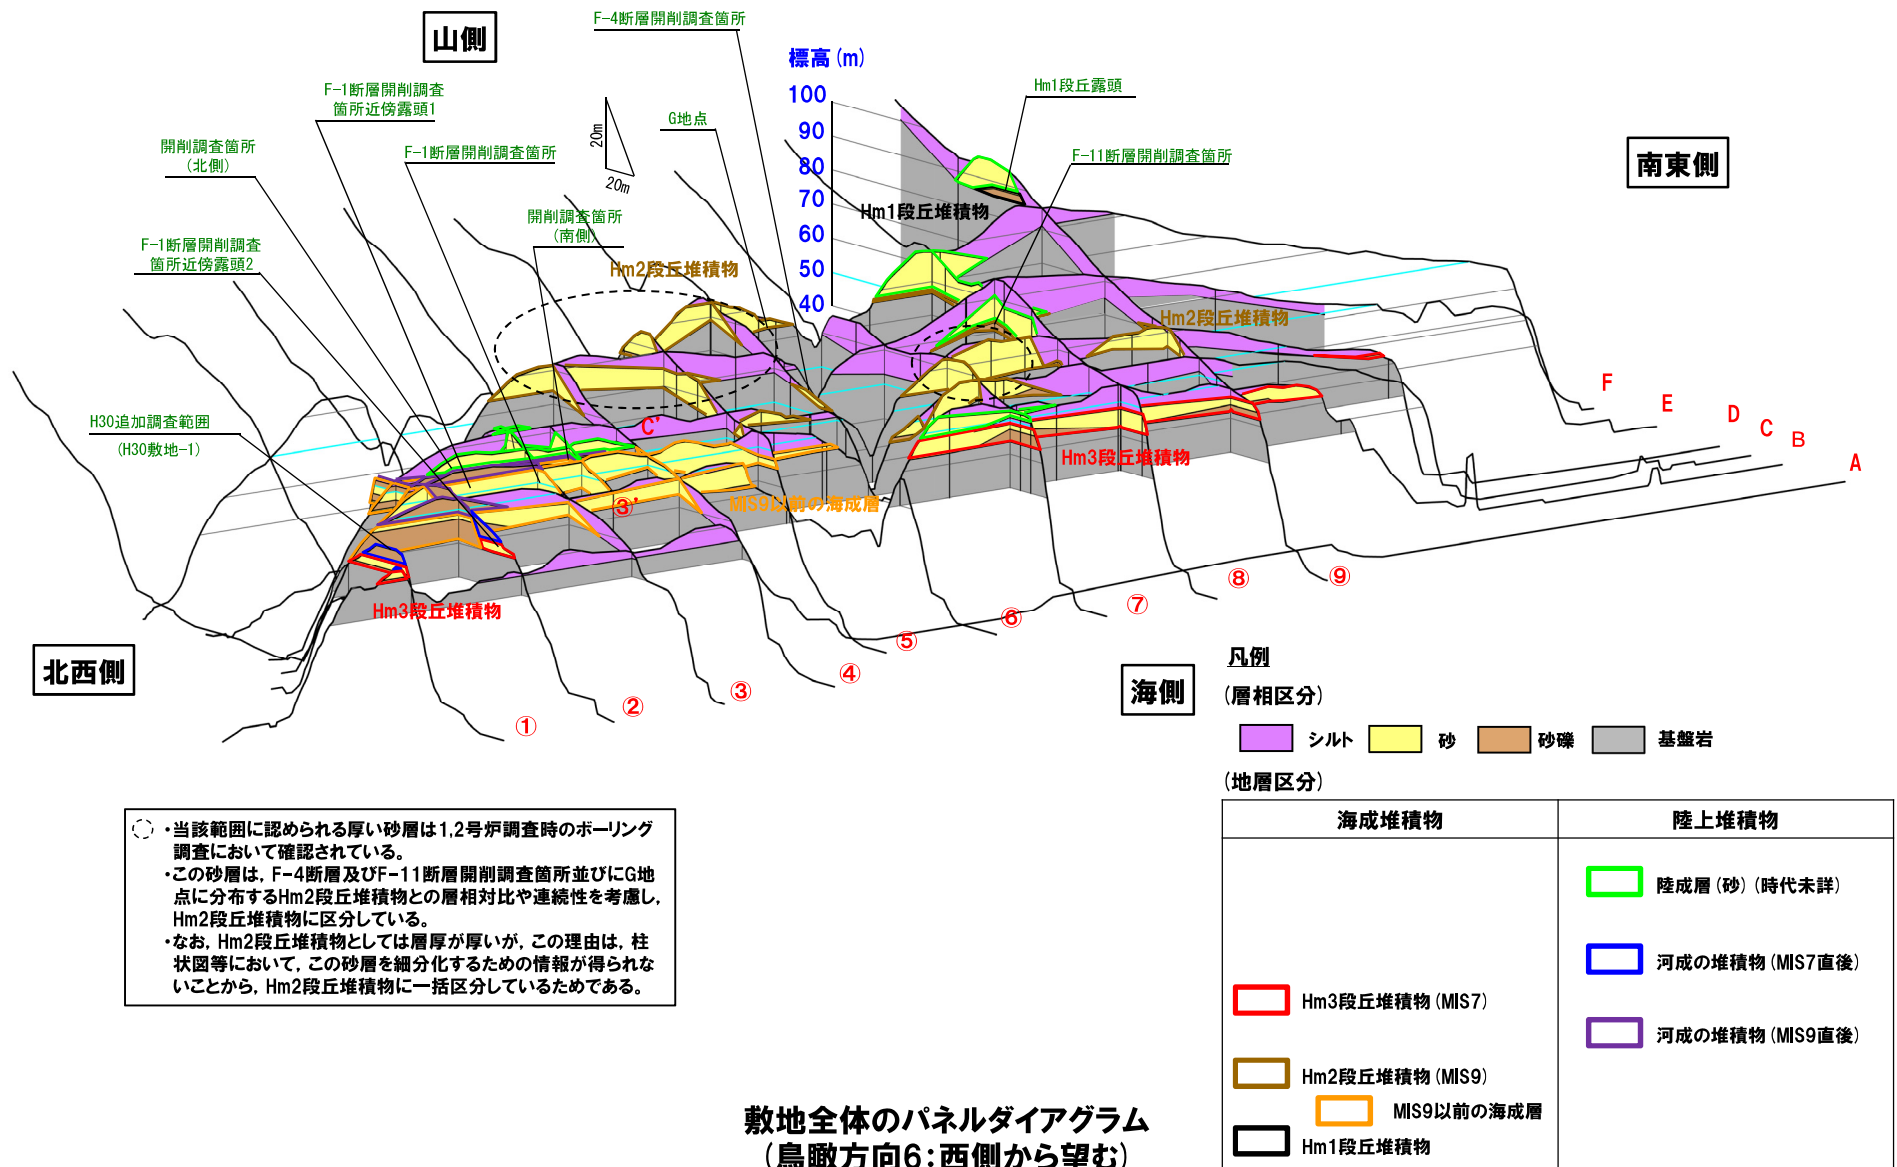 山側
F-4断層開削調査箇所
標高(m)
F-1断層開削調査
箇所近傍露頭1
Hm1段丘露頭
100
90
80
70
60
50
40
20m
20m
G地点
開削調査箇所
(北側)
F-1断層開削調査箇所
F-11断層開削調査箇所
南東側
Hm1段丘堆積物
開削調査箇所
(南側)
F-1断層開削調査
箇所近傍露頭2
Hm2段丘堆積物
Hm2段丘堆積物
H30追加調査範囲
(H30敷地-1)
C'
③'
Hm3段丘堆積物
MIS9以前の海成層
Hm3段丘堆積物
F
E
D
C
B
A
①
②
③
④
⑤
⑥
⑦
⑧
⑨
北西側
海側
凡例
(層相区分)
シルト
砂
砂礫
基盤岩
(地層区分)
海成堆積物
陸上堆積物
陸成層(砂)(時代未詳)
河成の堆積物(MIS7直後)
Hm3段丘堆積物(MIS7)
河成の堆積物(MIS9直後)
Hm2段丘堆積物(MIS9)
MIS9以前の海成層
Hm1段丘堆積物
・当該範囲に認められる厚い砂層は1,2号炉調査時のボーリング
調査において確認されている。
・この砂層は, F-4断層及びF-11断層開削調査箇所並びにG地
点に分布するHm2段丘堆積物との層相対比や連続性を考慮し,
Hm2段丘堆積物に区分している。
・なお, Hm2段丘堆積物としては層厚が厚いが, この理由は, 柱
状図等において, この砂層を細分化するための情報が得られな
いことから, Hm2段丘堆積物に一括区分しているためである。
敷地全体のパネルダイアグラム
(鳥瞰方向6:西側から望む)